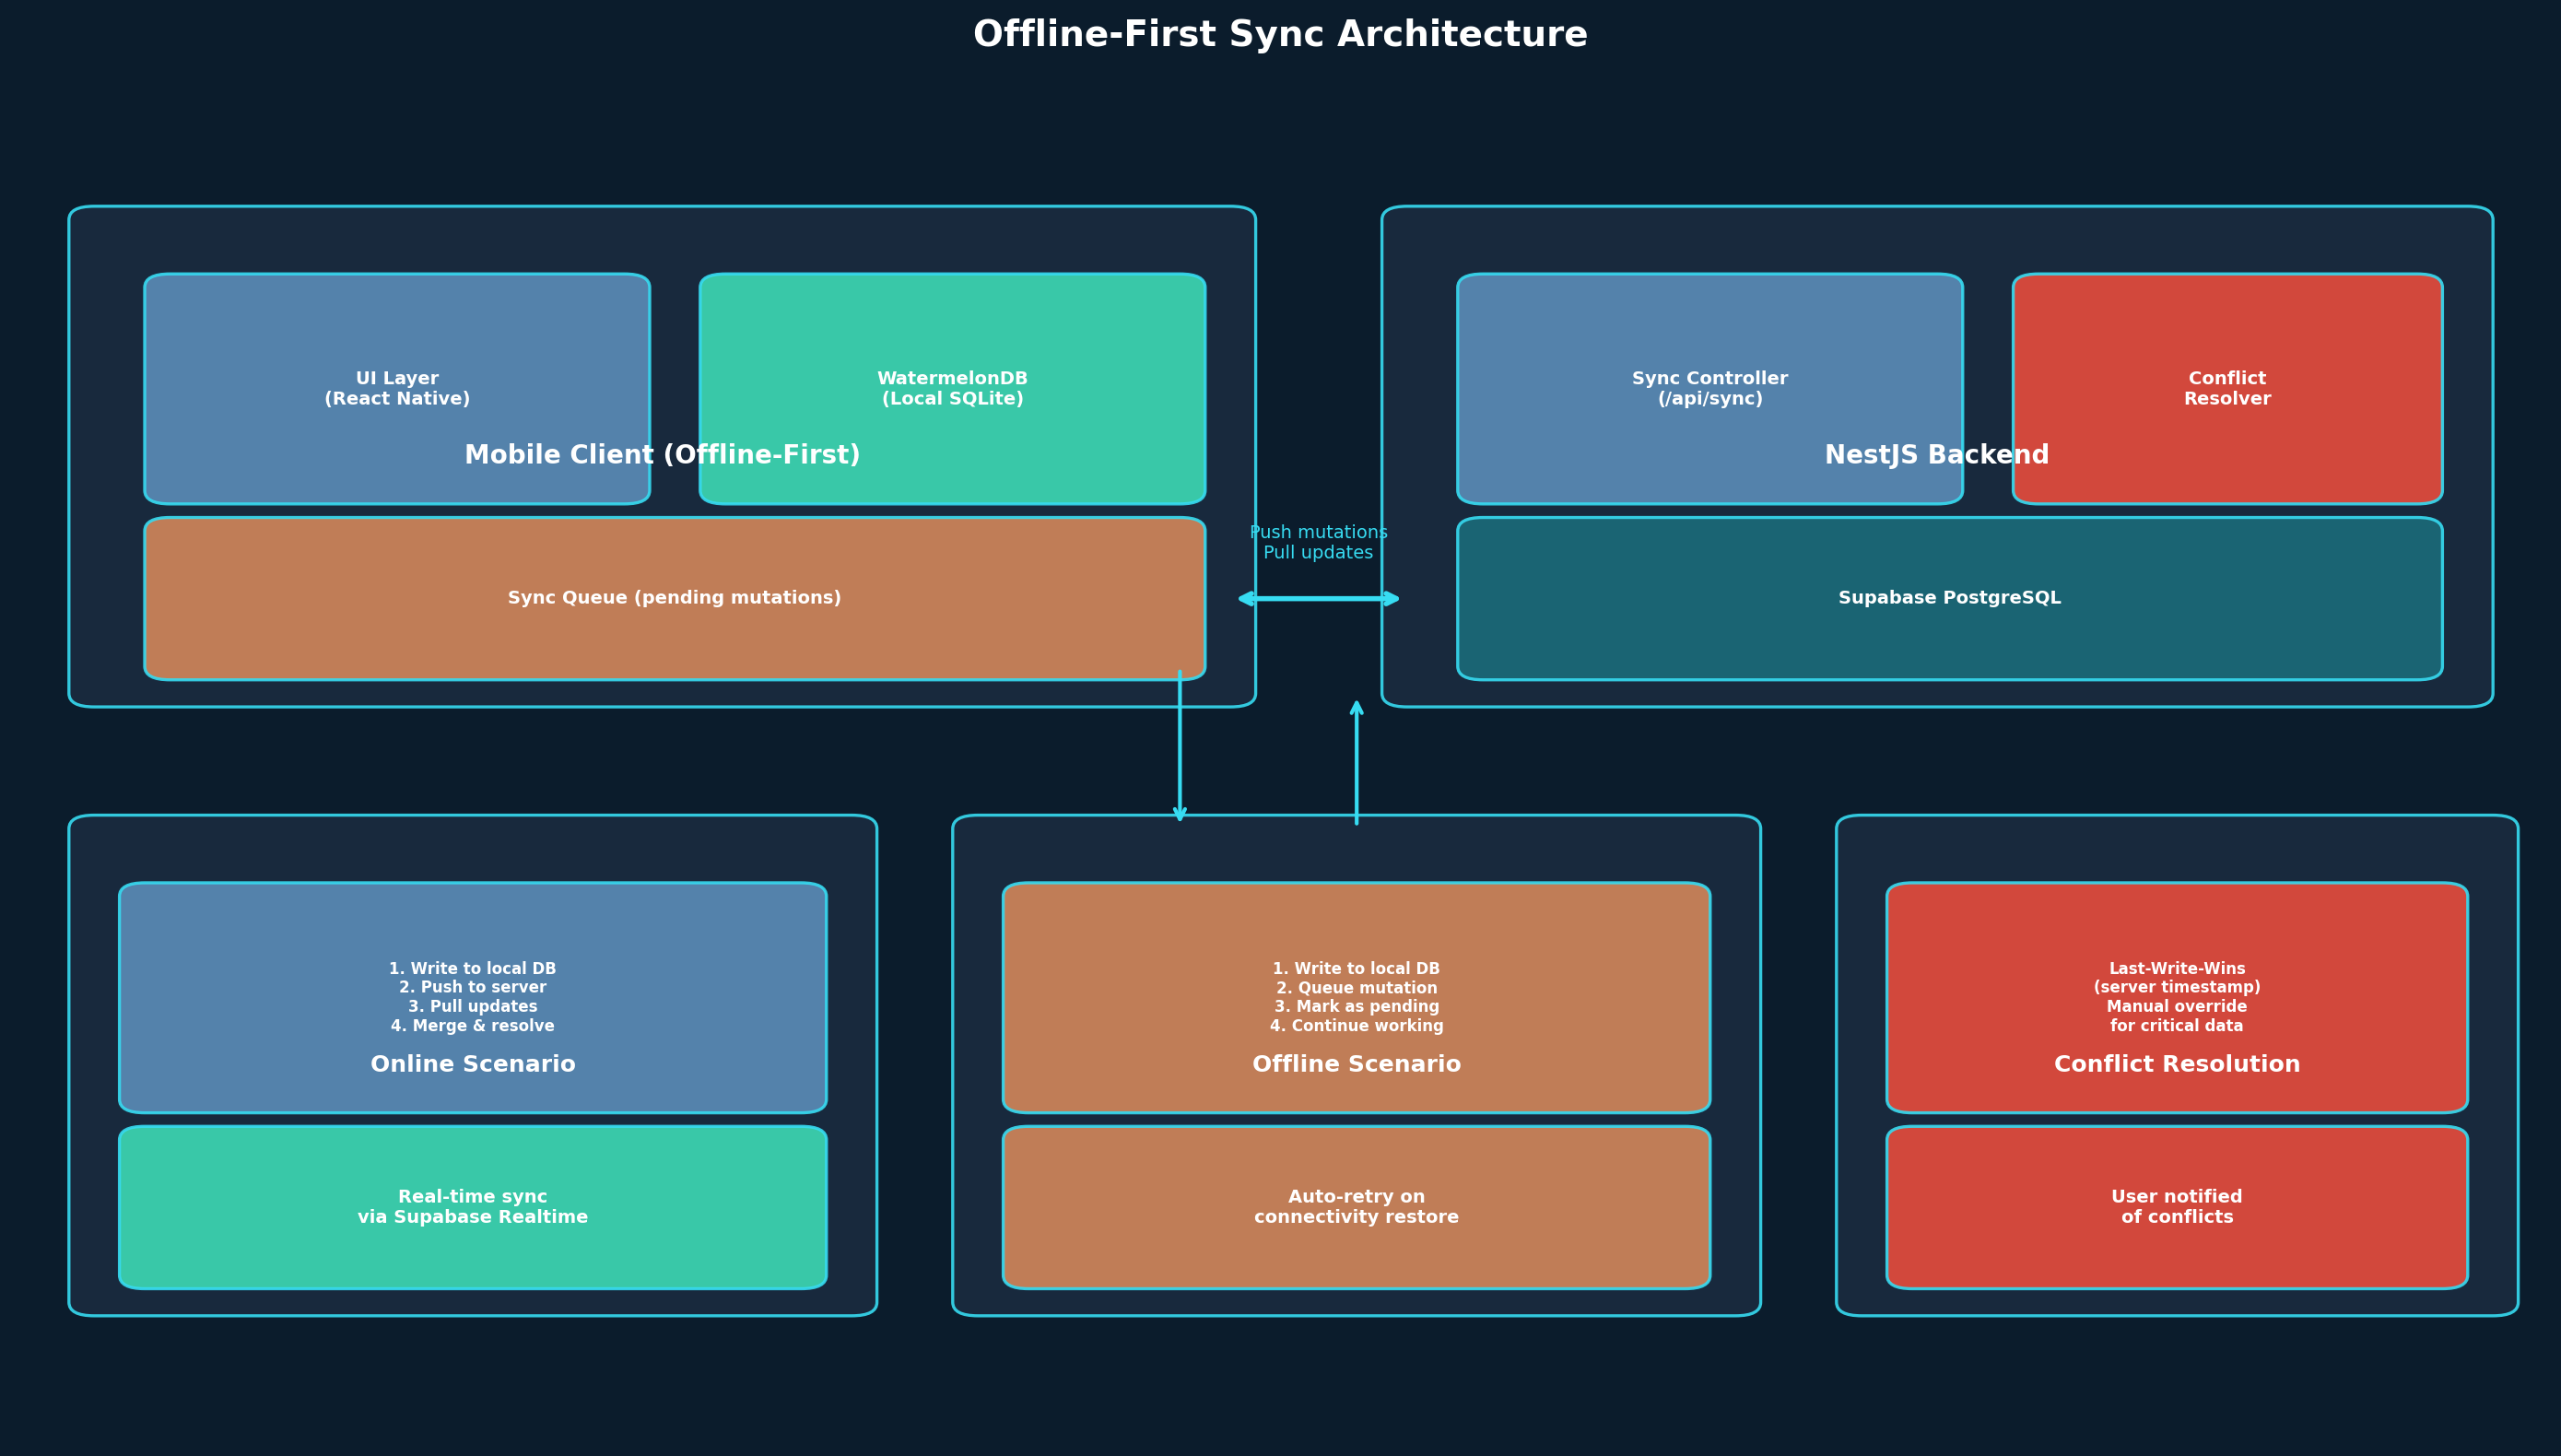 Offline-First Sync Architecture
UI Layer
(React Native)
WatermelonDB
(Local SQLite)
Mobile Client (Offline-First)
Sync Queue (pending mutations)
Push mutations
Pull updates
Sync Controller
(/api/sync)
Conflict
Resolver
NestJS Backend
Supabase PostgreSQL
1. Write to local DB
2. Push to server
3. Pull updates
4. Merge & resolve
Online Scenario
Real-time sync
via Supabase Realtime
1. Write to local DB
2. Queue mutation
3. Mark as pending
4. Continue working
Offline Scenario
Auto-retry on
connectivity restore
Last-Write-Wins
(server timestamp)
Manual override
for critical data
Conflict Resolution
User notified
of conflicts